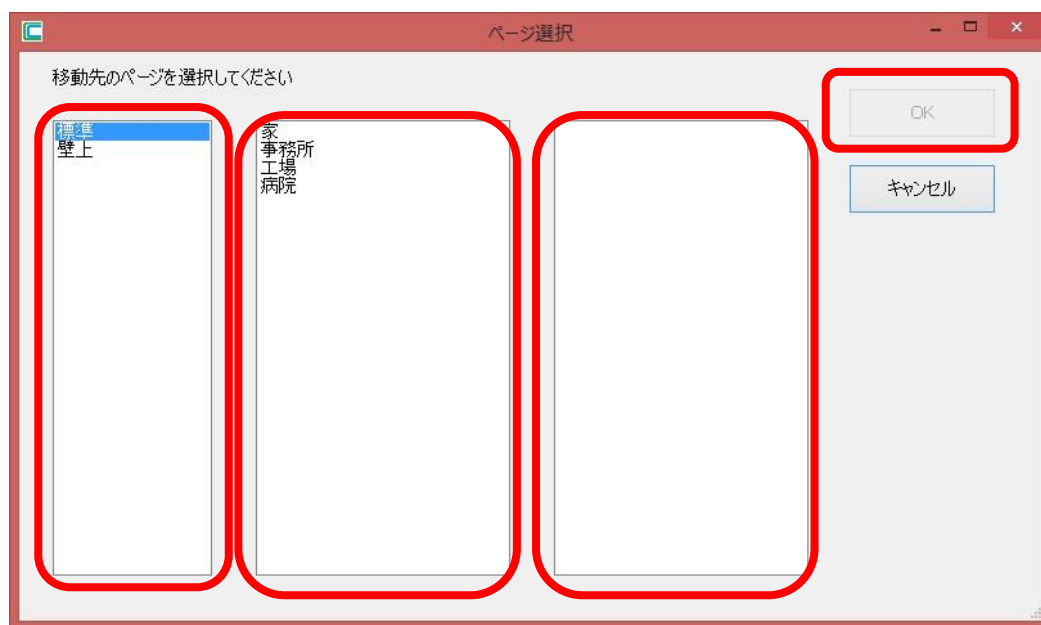 ページ選択
移動先のページを選択してください
標準
壁上
家
事務所
工場
病院
OK
キャンセル